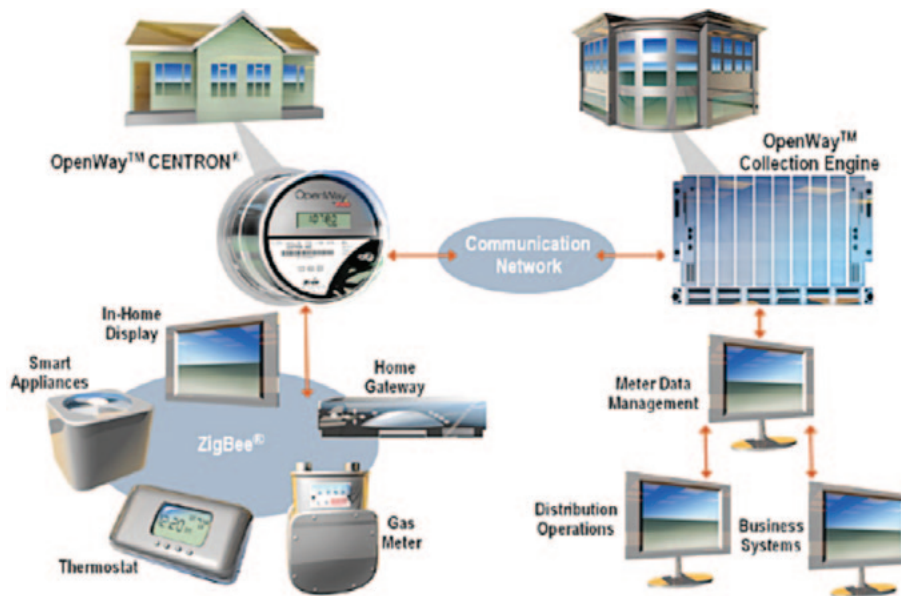 OpenWay™ CENTRON®
OpenWay™
Collection Engine
OpenWay
Communication
Network
In-Home
Display
Smart
Appliances
Home
Gateway
ZigBee®
Thermostat
Gas
Meter
Meter Data
Management
Distribution
Operations
Business
Systems